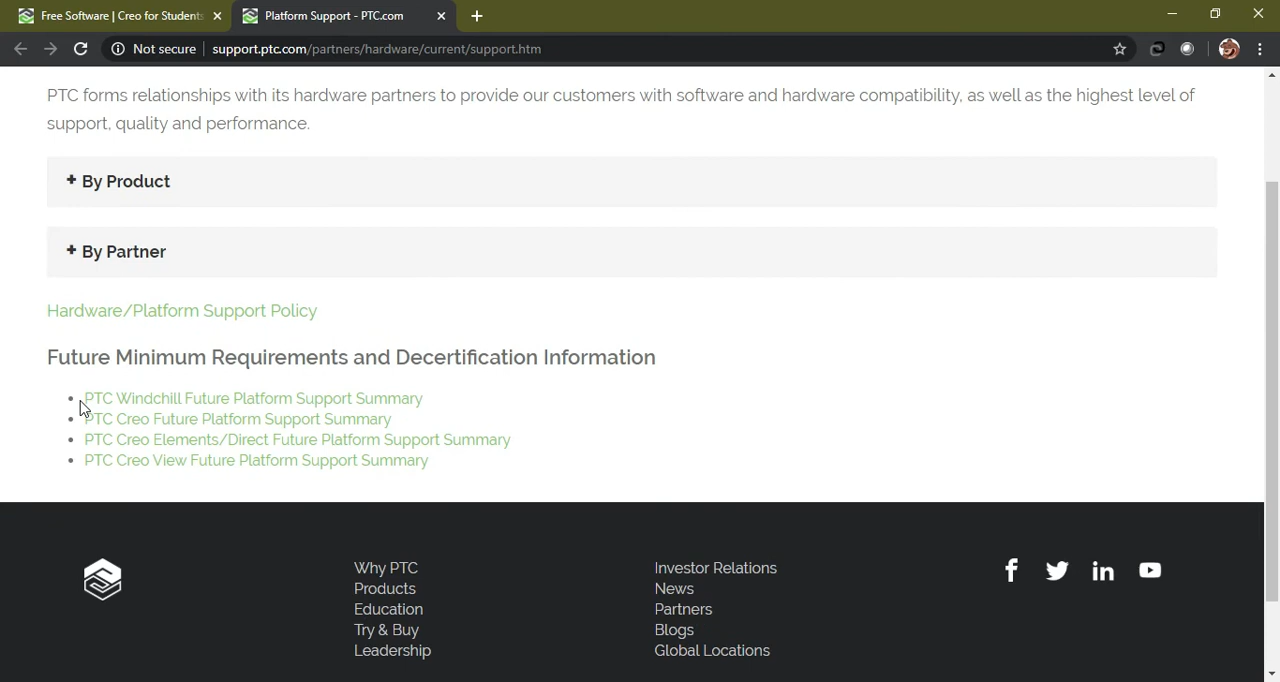 Free Software | Creo for Students
Platform Support - PTC.com
Not secure
support.ptc.com/partners/hardware/current/support.htm
PTC forms relationships with its hardware partners to provide our customers with software and hardware compatibility, as well as the highest level of
support, quality and performance.
+ By Product
+ By Partner
Hardware/Platform Support Policy
Future Minimum Requirements and Decertification Information
• PTC Windchill Future Platform Support Summary
• PTC Creo Future Platform Support Summary
• PTC Creo Elements/Direct Future Platform Support Summary
• PTC Creo View Future Platform Support Summary
Why PTC
Products
Education
Try & Buy
Leadership
Investor Relations
News
Partners
Blogs
Global Locations